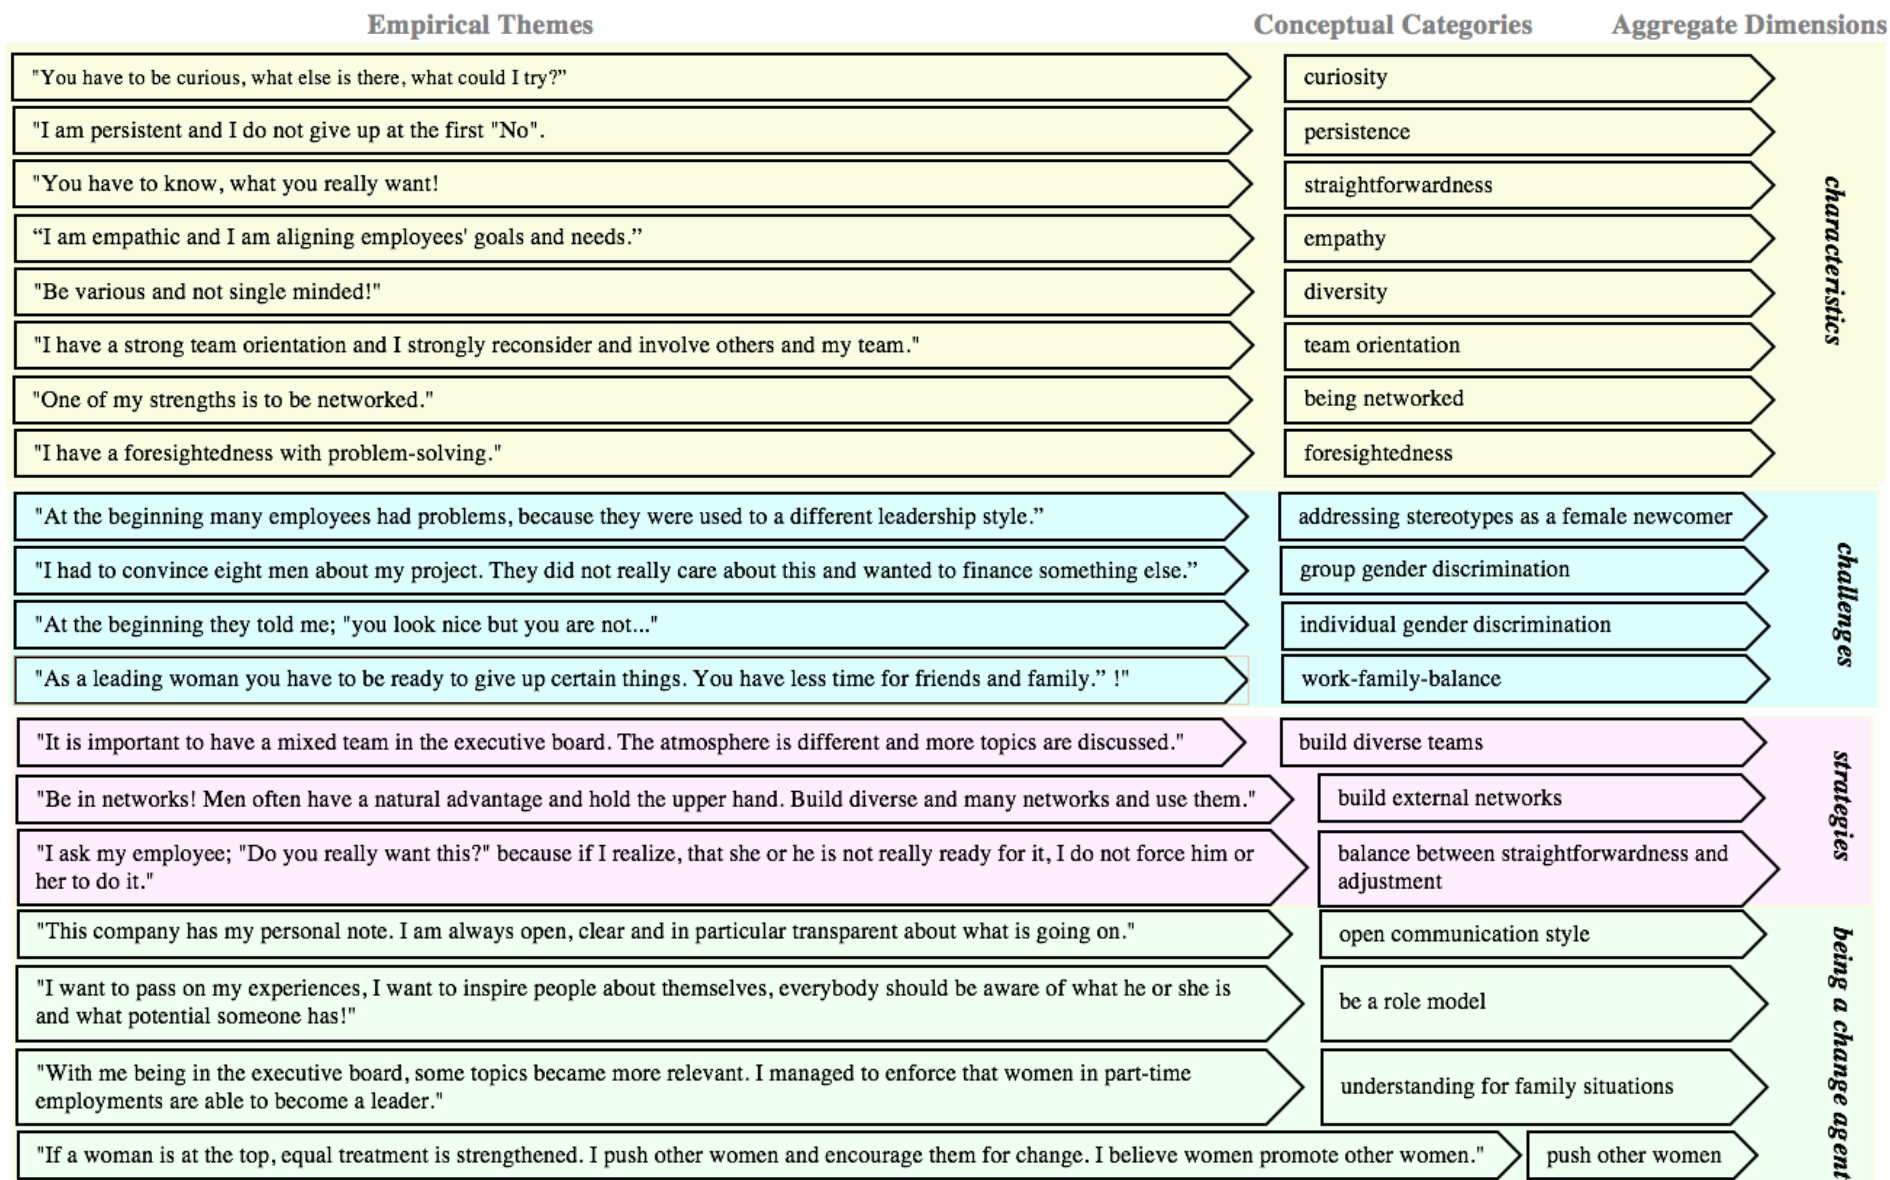 Empirical Themes Conceptual Categories Aggregate Dimensions
"You have to be curious, what else is there, what could I try?” curiosity
"I am persistent and I do not give up at the first "No". persistence
"You have to know, what you really want! straightforwardness
“I am empathic and I am aligning employees' goals and needs.” empathy
"Be various and not single minded!" diversity
"I have a strong team orientation and I strongly reconsider and involve others and my team." team orientation
"One of my strengths is to be networked." being networked
"I have a foresightedness with problem-solving." foresightedness
characteristics
"At the beginning many employees had problems, because they were used to a different leadership style.” addressing stereotypes as a female newcomer
"I had to convince eight men about my project. They did not really care about this and wanted to finance something else.” group gender discrimination
"At the beginning they told me; "you look nice but you are not..." individual gender discrimination
"As a leading woman you have to be ready to give up certain things. You have less time for friends and family.” !" work-family-balance
challenges
"It is important to have a mixed team in the executive board. The atmosphere is different and more topics are discussed." build diverse teams
"Be in networks! Men often have a natural advantage and hold the upper hand. Build diverse and many networks and use them." build external networks
"I ask my employee; "Do you really want this?" because if I realize, that she or he is not really ready for it, I do not force him or
her to do it."
balance between straightforwardness and
adjustment
strategies
"This company has my personal note. I am always open, clear and in particular transparent about what is going on." open communication style
"I want to pass on my experiences, I want to inspire people about themselves, everybody should be aware of what he or she is
and what potential someone has!"
be a role model
"With me being in the executive board, some topics became more relevant. I managed to enforce that women in part-time
employments are able to become a leader."
understanding for family situations
"If a woman is at the top, equal treatment is strengthened. I push other women and encourage them for change. I believe women promote other women." push other women
being a change agent